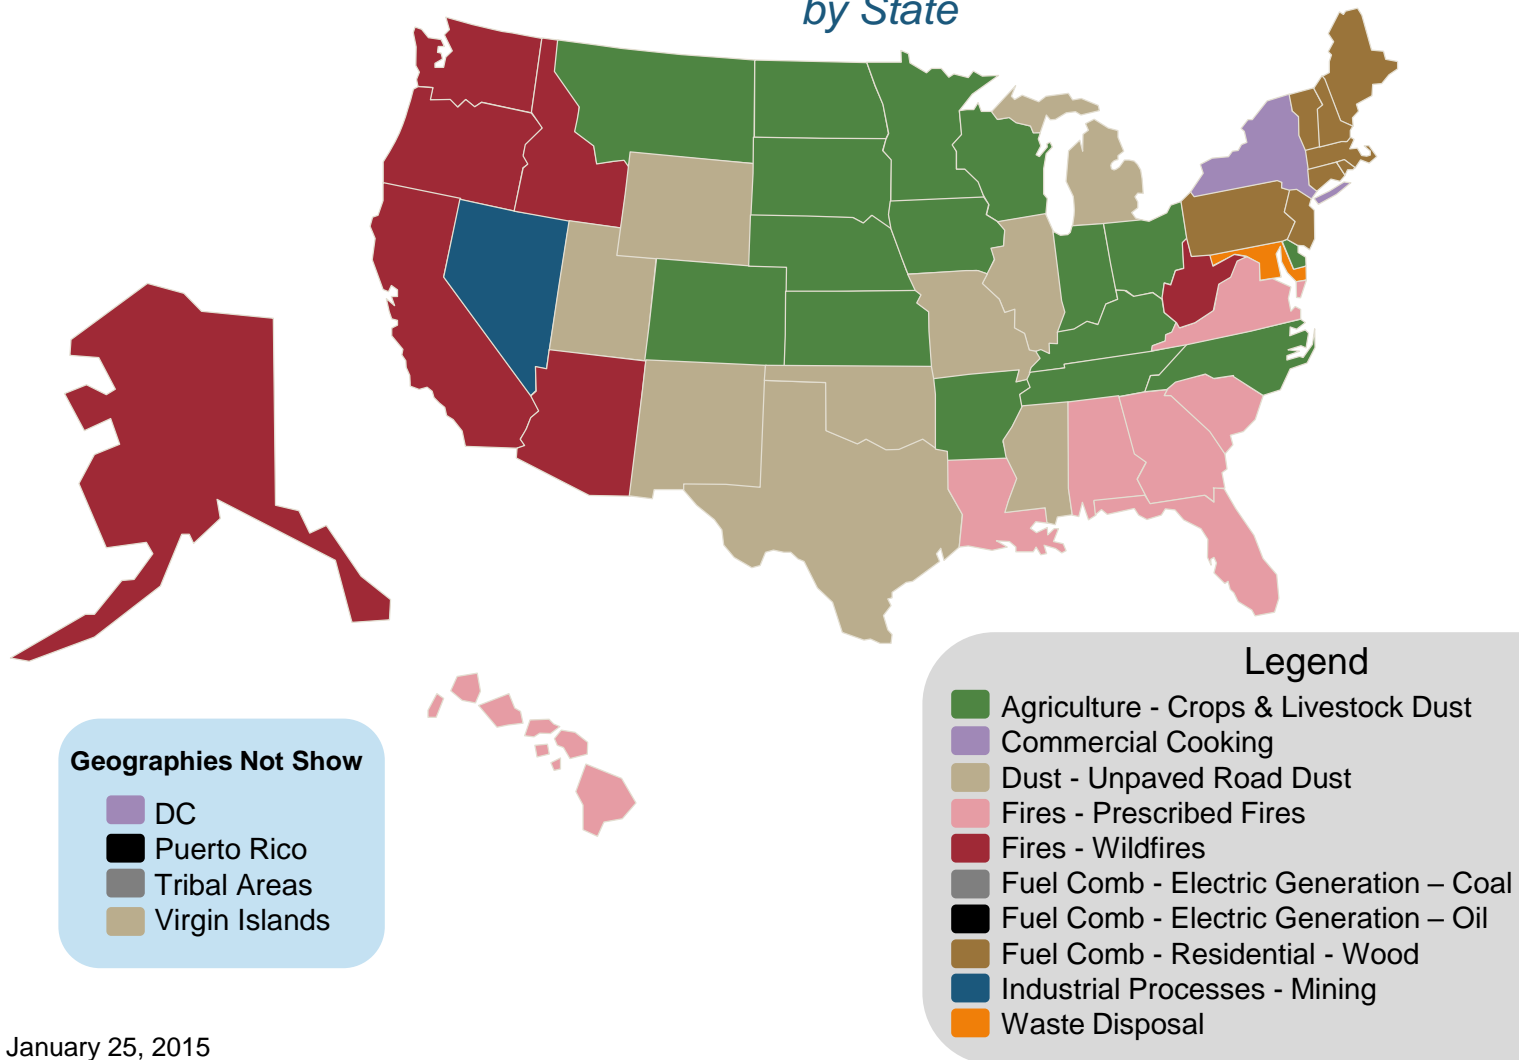 by State
Geographies Not Show
DC
Puerto Rico
Tribal Areas
Virgin Islands
Legend
Agriculture - Crops & Livestock Dust
Commercial Cooking
Dust - Unpaved Road Dust
Fires - Prescribed Fires
Fires - Wildfires
Fuel Comb - Electric Generation – Coal
Fuel Comb - Electric Generation – Oil
Fuel Comb - Residential - Wood
Industrial Processes - Mining
Waste Disposal
January 25, 2015